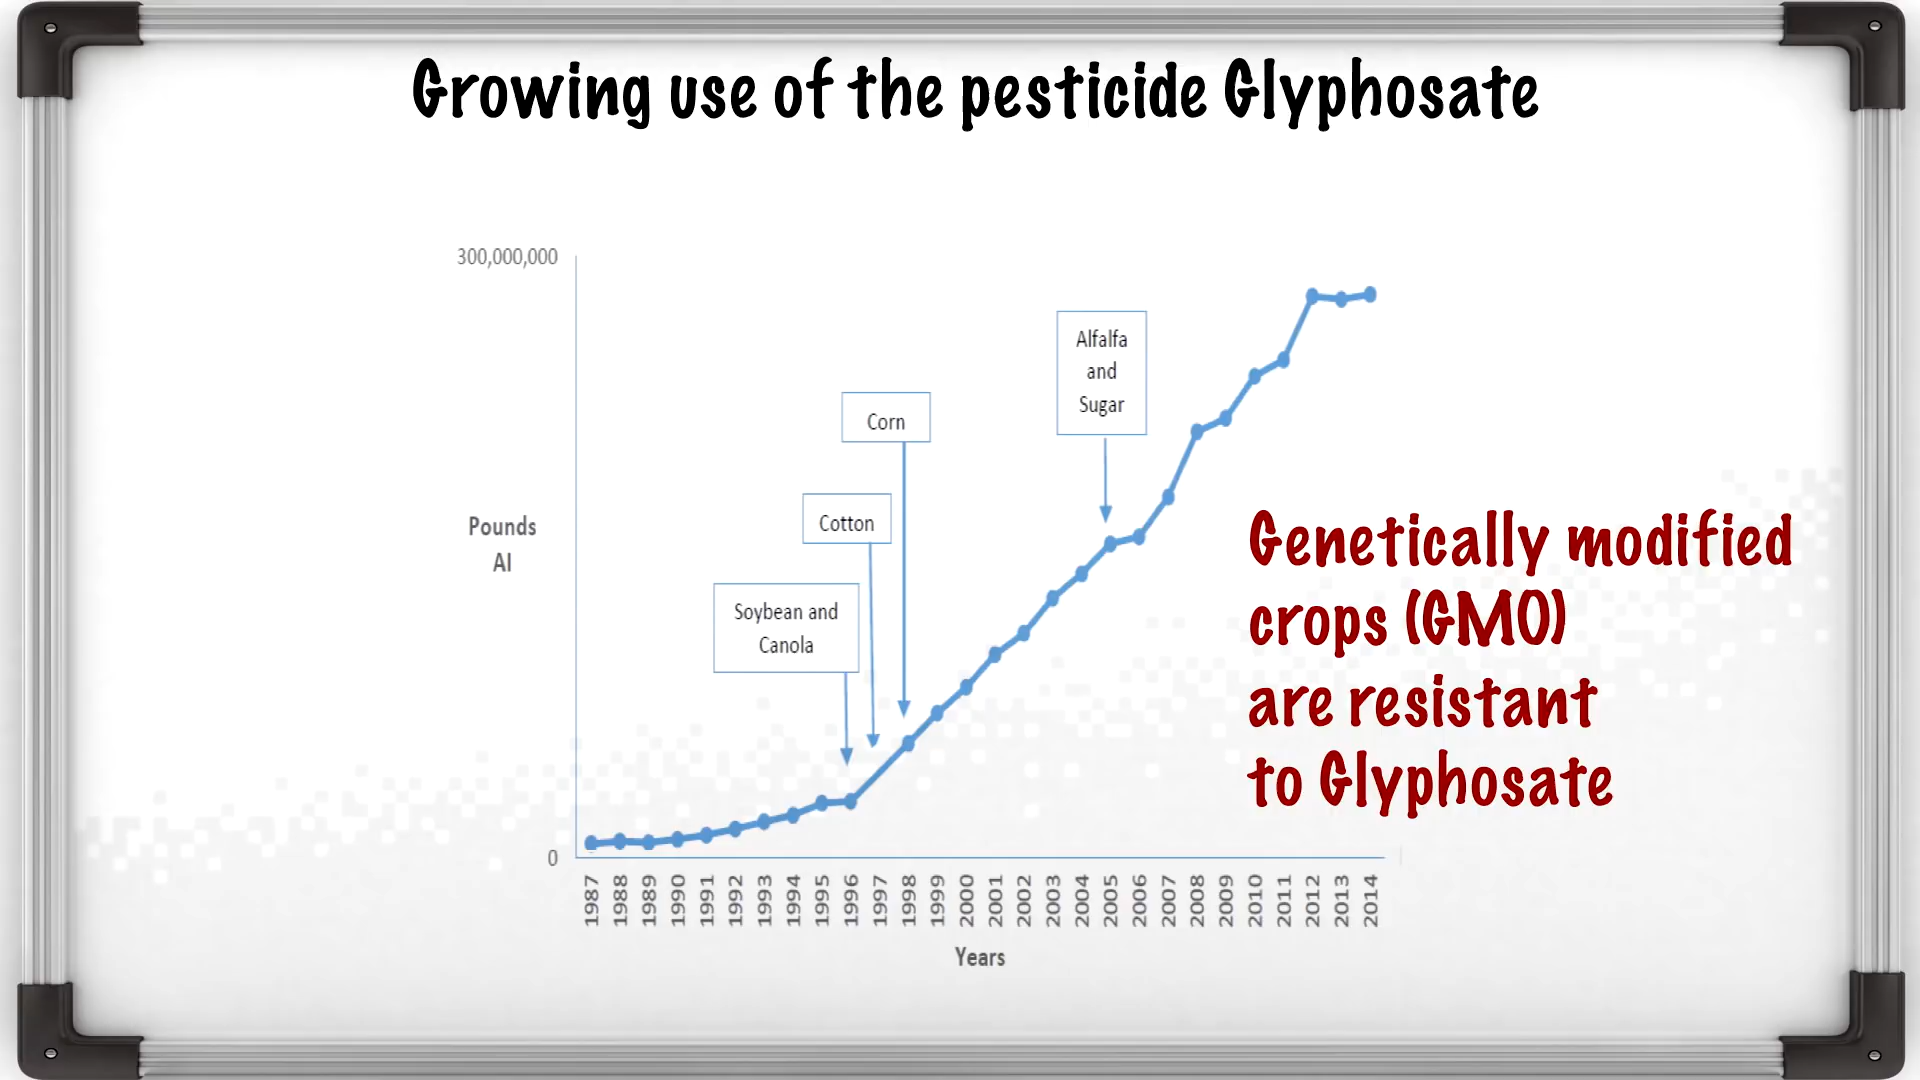 Growing use of the pesticide Glyphosate
300,000,000
Alfalfa
and
Sugar
Corn
Cotton
Pounds
AI
Soybean and
Canola
Genetically modified
crops (GMO)
are resistant
to Glyphosate
0
1987 1988 1989 1990 1991 1992 1993 1994 1995 1996 1997 1998 1999 2000 2001 2002 2003 2004 2005 2006 2007 2008 2009 2010 2011 2012 2013 2014
Years